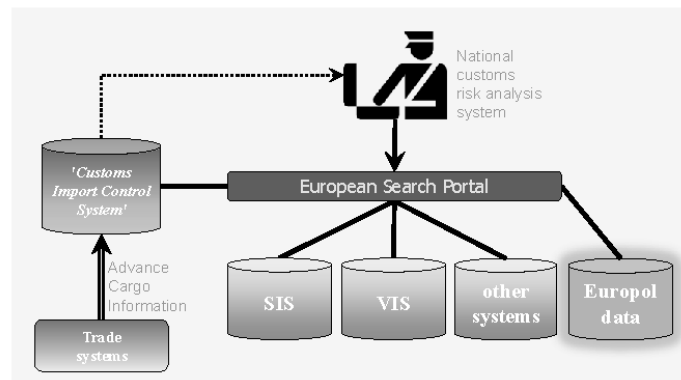 National
customs
risk analysis
system
'Customs
Import Control
System'
European Search Portal
Advance
Cargo
Information
SIS
VIS
other
systems
Europol
data
Trade
systems